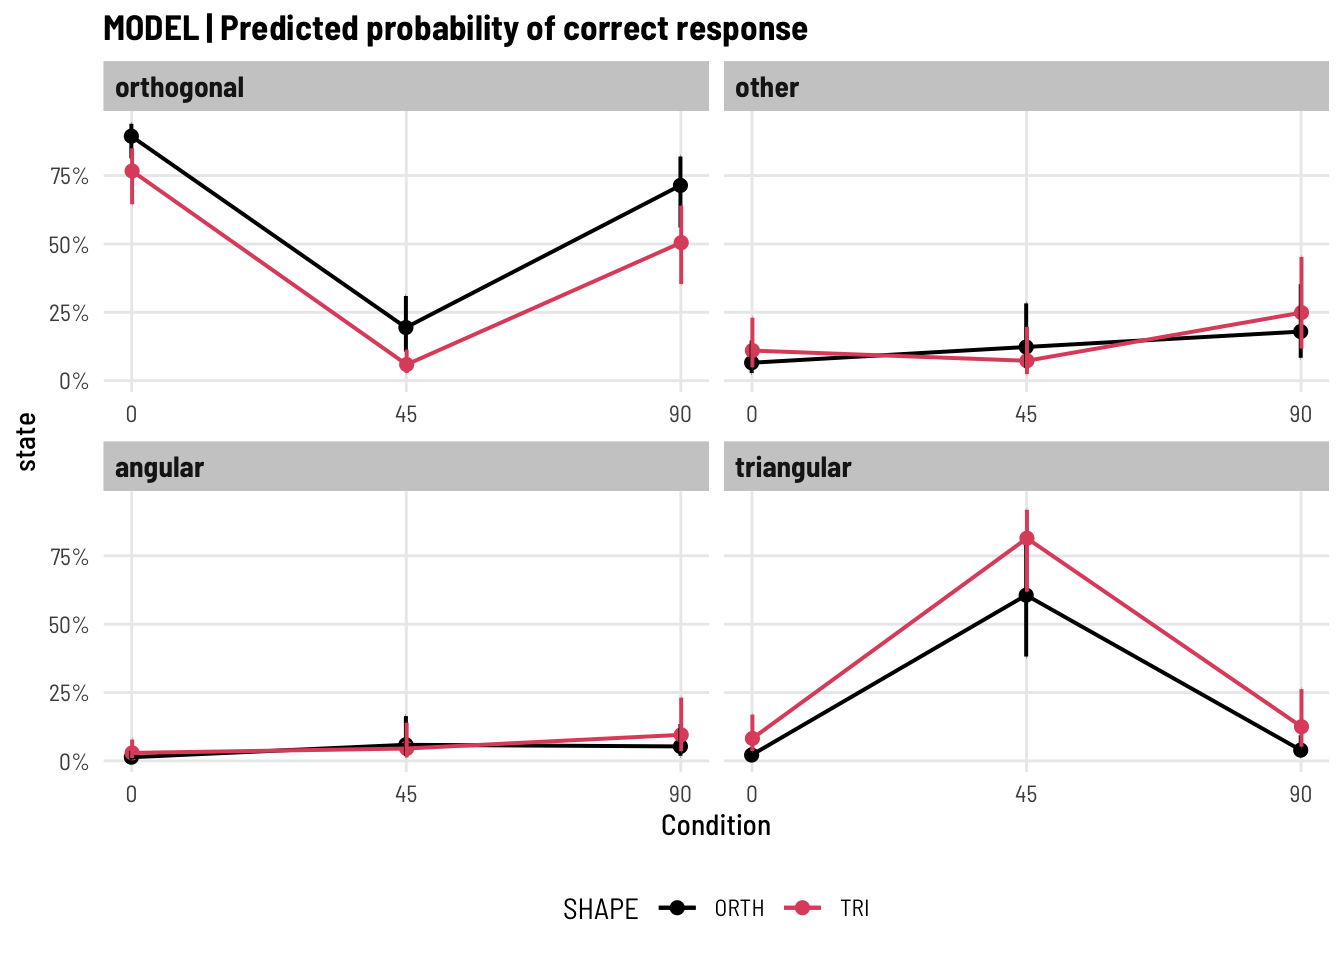 MODEL | Predicted probability of correct response
orthogonal
other
75%
50%
25%
0%
0 45 90
0 45 90
state
angular
triangular
75%
50%
25%
0%
0 45 90
0 45 90
Condition
SHAPE ORTH TRI